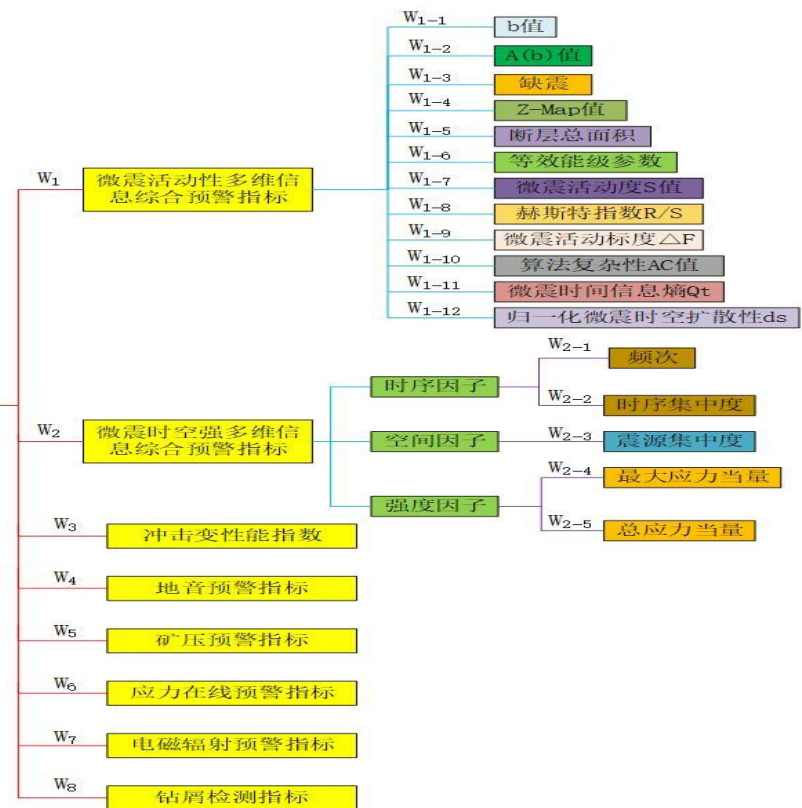 W1-1
b值
W1-2
A(b)值
W1-3
缺震
W1-4
Z-Map值
W1-5
断层总面积
W1-6
等效能级参数
W1
微震活动性多维信
息综合预警指标
W1-7
微震活动度S值
W1-8
赫斯特指数R/S
W1-9
微震活动标度△F
W1-10
算法复杂性AC值
W1-11
微震时间信息熵Qt
W1-12
归一化微震时空扩散性ds
W2
微震时空强多维信
息综合预警指标
时序因子
W2-1
频次
W2-2
时序集中度
空间因子
W2-3
震源集中度
强度因子
W2-4
最大应力当量
W2-5
总应力当量
W3
冲击变性能指数
W4
地音预警指标
W5
矿压预警指标
W6
应力在线预警指标
W7
电磁辐射预警指标
W8
钻屑检测指标